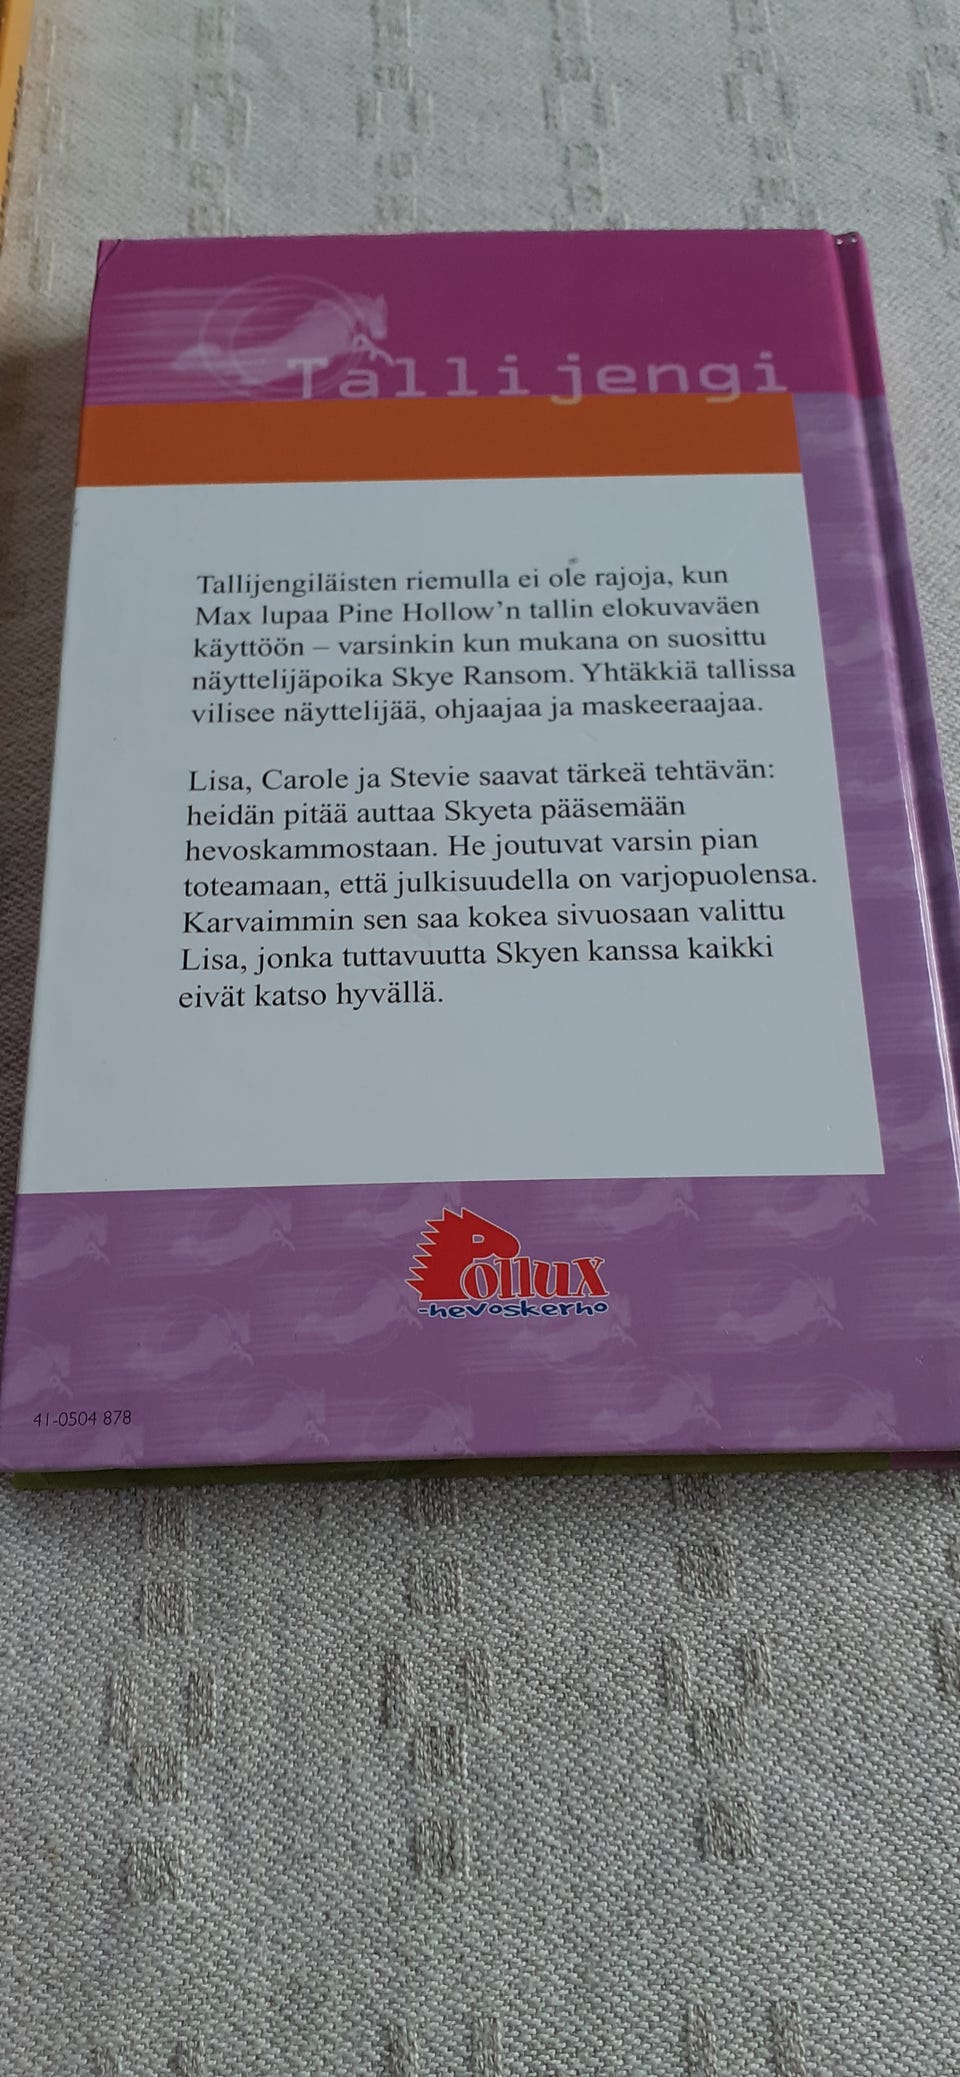 Tallijengi
Tallijengiläisten riemulla ei ole rajoja, kun
Max lupaa Pine Hollow'n tallin elokuvaväen
käyttöön – varsinkin kun mukana on suosittu
näyttelijäpoika Skye Ransom. Yhtäkkiä tallissa
vilisee näyttelijää, ohjaajaa ja maskeeraajaa.
Lisa, Carole ja Stevie saavat tärkeä tehtävän:
heidän pitää auttaa Skyeta pääsemään
hevoskammostaan. He joutuvat varsin pian
toteamaan, että julkisuudella on varjopuolensa.
Karvaimmin sen saa kokea sivuosaan valittu
Lisa, jonka tuttavuutta Skyen kanssa kaikki
eivät katso hyvällä.
Pollux
-hevoskerho
41-0504 878